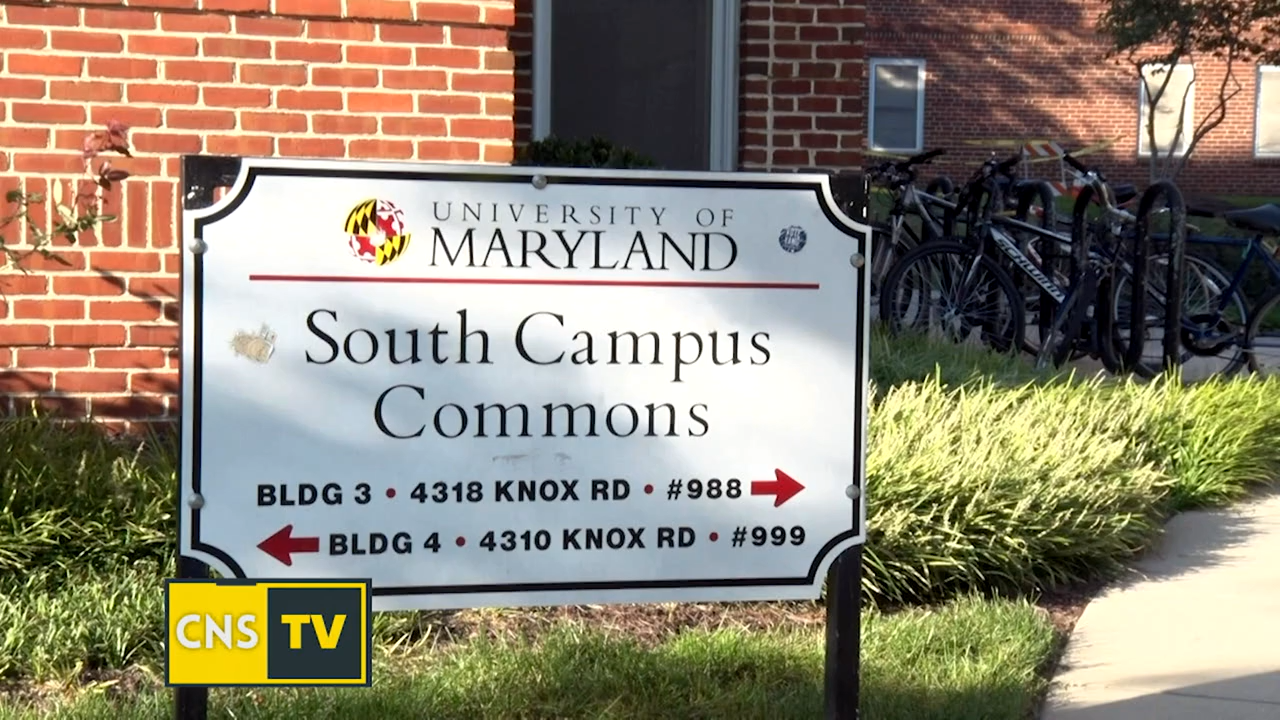 UNIVERSITY OF
MARYLAND
South Campus
Commons
BLDG 3 • 4318 KNOX RD • #988
BLDG 4 • 4310 KNOX RD • #999
CNS TV
SCHWINN